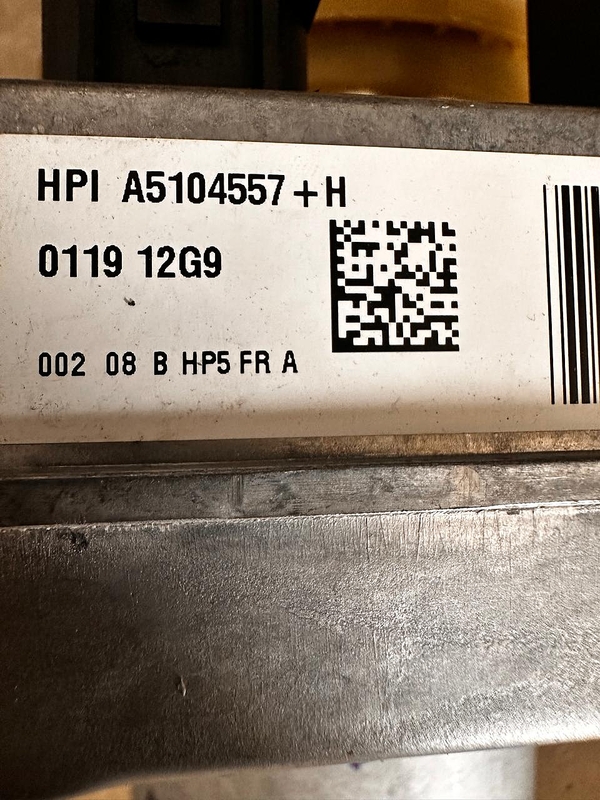 HPI A5104557+H
0119 12G9
002 08 B HP5 FR A